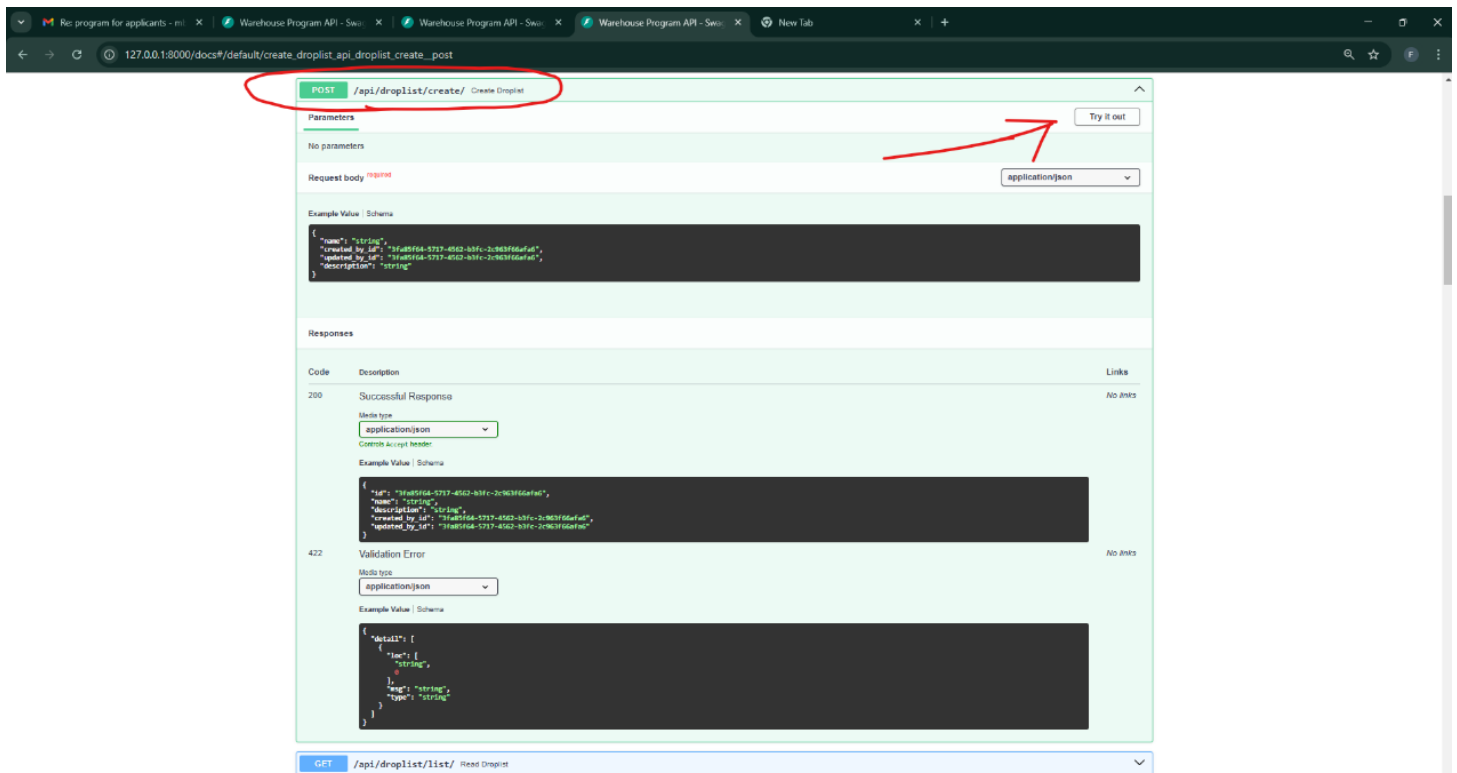 Re: program for applicants - mi
Warehouse Program API - Swag
Warehouse Program API - Swag
Warehouse Program API - Swag
New Tab
127.0.0.1:8000/docs#/default/create_droplist_api_droplist_create__post
F
POST /api/droplist/create/ Create Droplist
Parameters
Try it out
No parameters
Request body required
application/json
Example Value | Schema
{
"name": "string",
"created_by_id": "3fa85f64-5717-4562-b3fc-2c963f66afa6",
"updated_by_id": "3fa85f64-5717-4562-b3fc-2c963f66afa6",
"description": "string"
}
Responses
Code Description Links
200 Successful Response No links
Media type
application/json
Controls Accept header.
Example Value | Schema
{
"id": "3fa85f64-5717-4562-b3fc-2c963f66afa6",
"name": "string",
"description": "string",
"created_by_id": "3fa85f64-5717-4562-b3fc-2c963f66afa6",
"updated_by_id": "3fa85f64-5717-4562-b3fc-2c963f66afa6"
}
422 Validation Error No links
Media type
application/json
Example Value | Schema
{
"detail": [
{
"loc": [
"string",
0
],
"msg": "string",
"type": "string"
}
]
}
GET /api/droplist/list/ Read Droplist